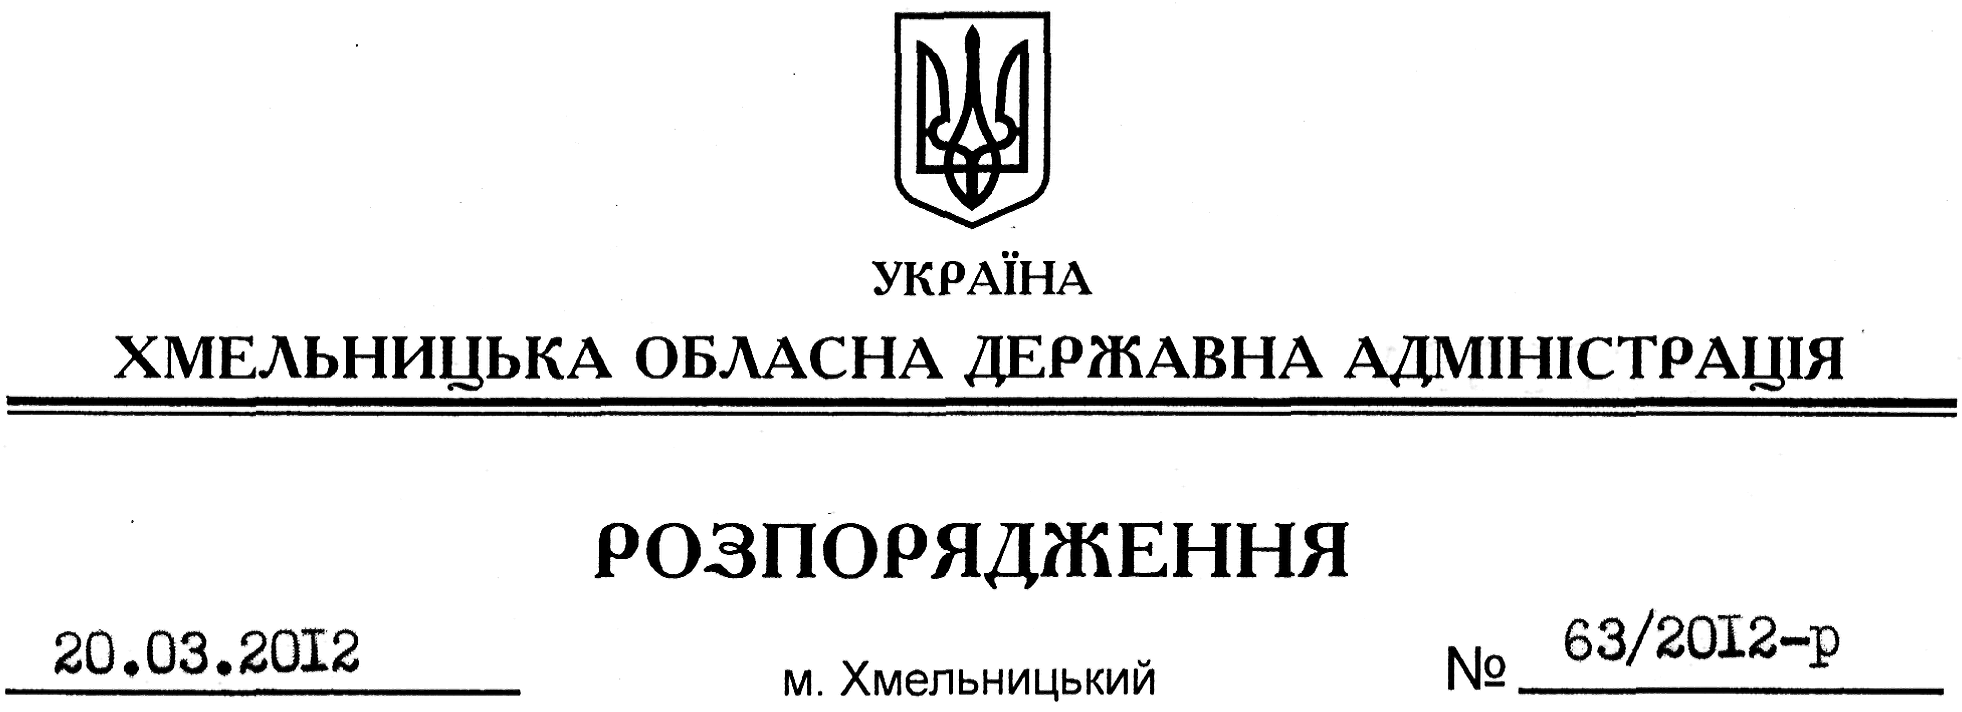 УКРАЇНА
ХМЕЛЬНИЦЬКА ОБЛАСНА ДЕРЖАВНА АДМІНІСТРАЦІЯ
РОЗПОРЯДЖЕННЯ
20.03.2012 м. Хмельницький № 63/2012-р